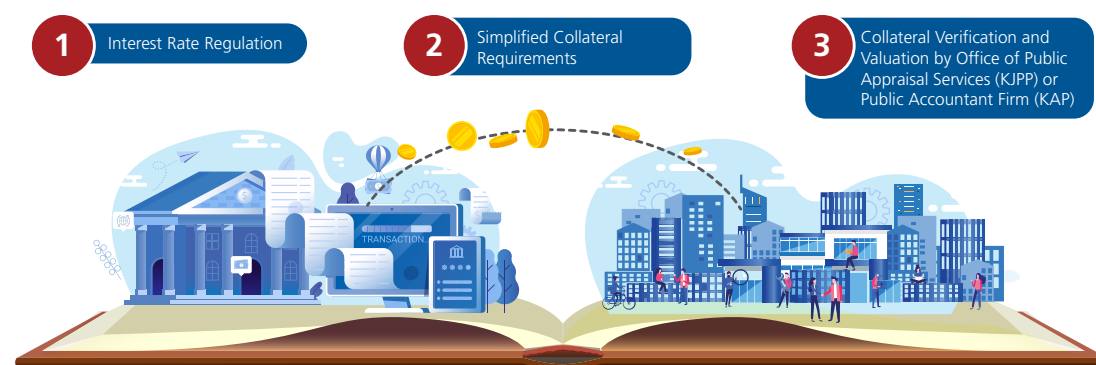 1
Interest Rate Regulation
2
Simplified Collateral
Requirements
3
Collateral Verification and
Valuation by Office of Public
Appraisal Services (KJPP) or
Public Accountant Firm (KAP)
TRANSACTION...
$